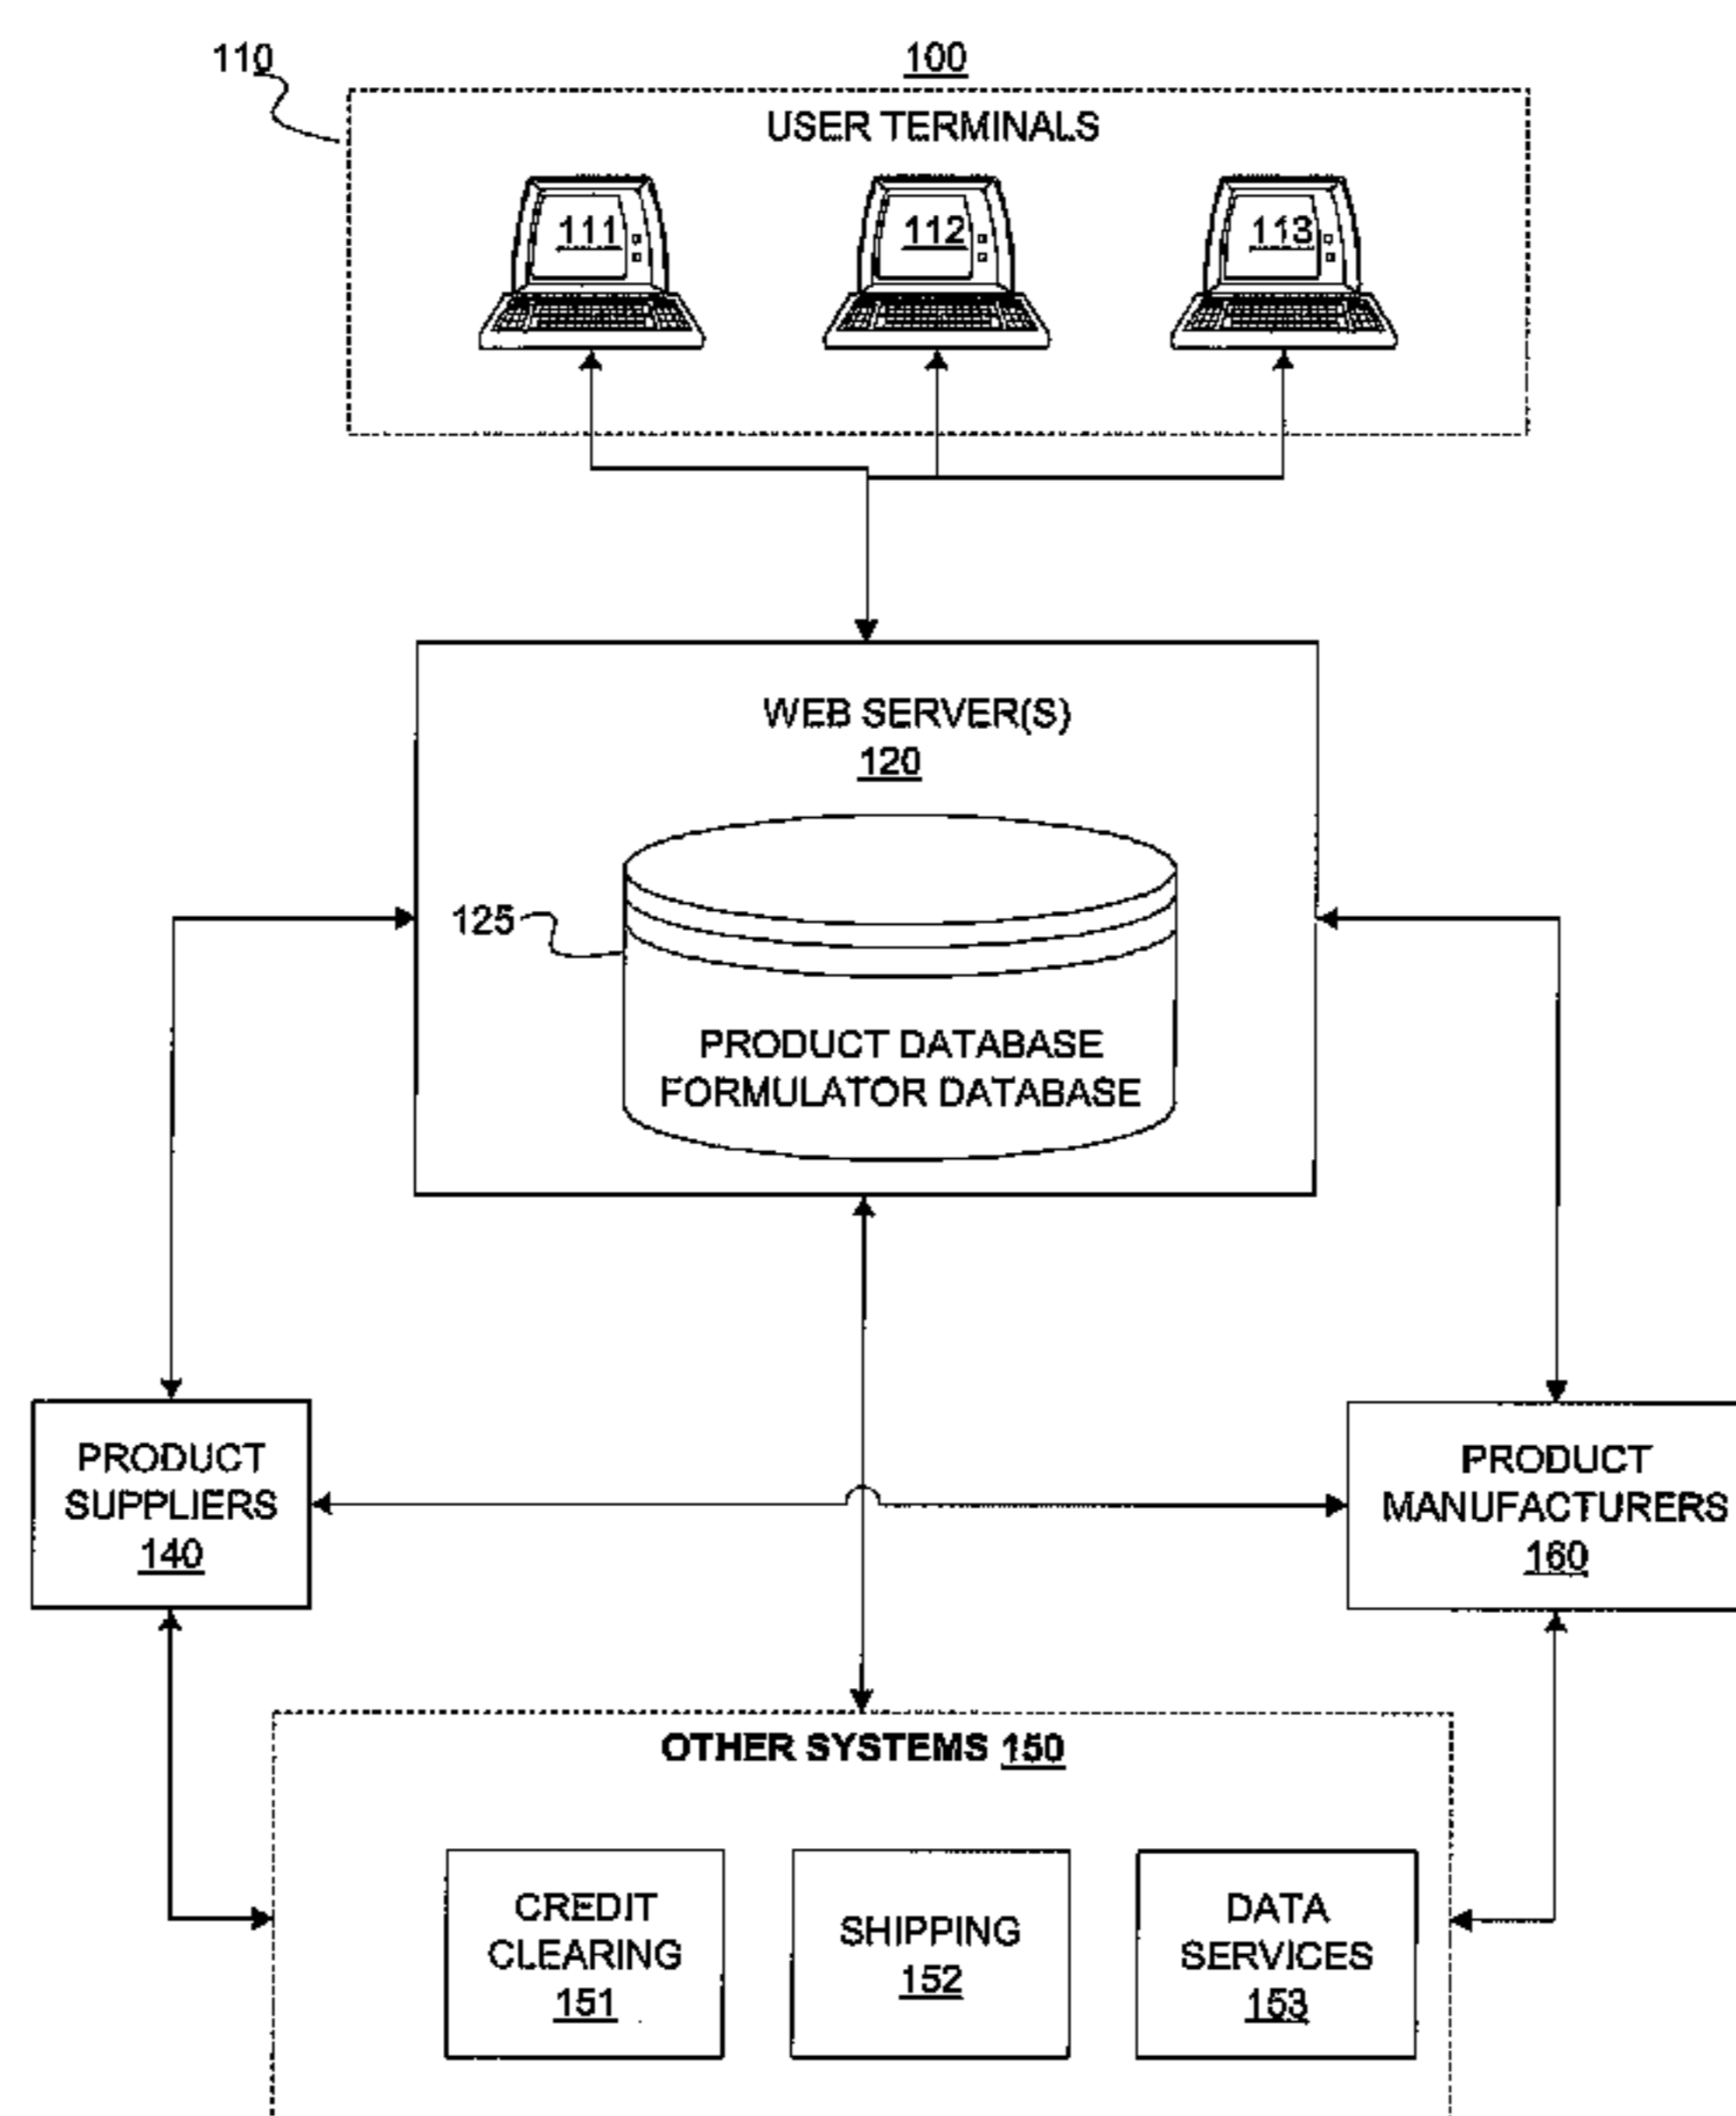 110
100
USER TERMINALS
111
112
113
WEB SERVER(S)
120
125
PRODUCT DATABASE
FORMULATOR DATABASE
PRODUCT
SUPPLIERS
140
PRODUCT
MANUFACTURERS
160
OTHER SYSTEMS 150
CREDIT
CLEARING
151
SHIPPING
152
DATA
SERVICES
153